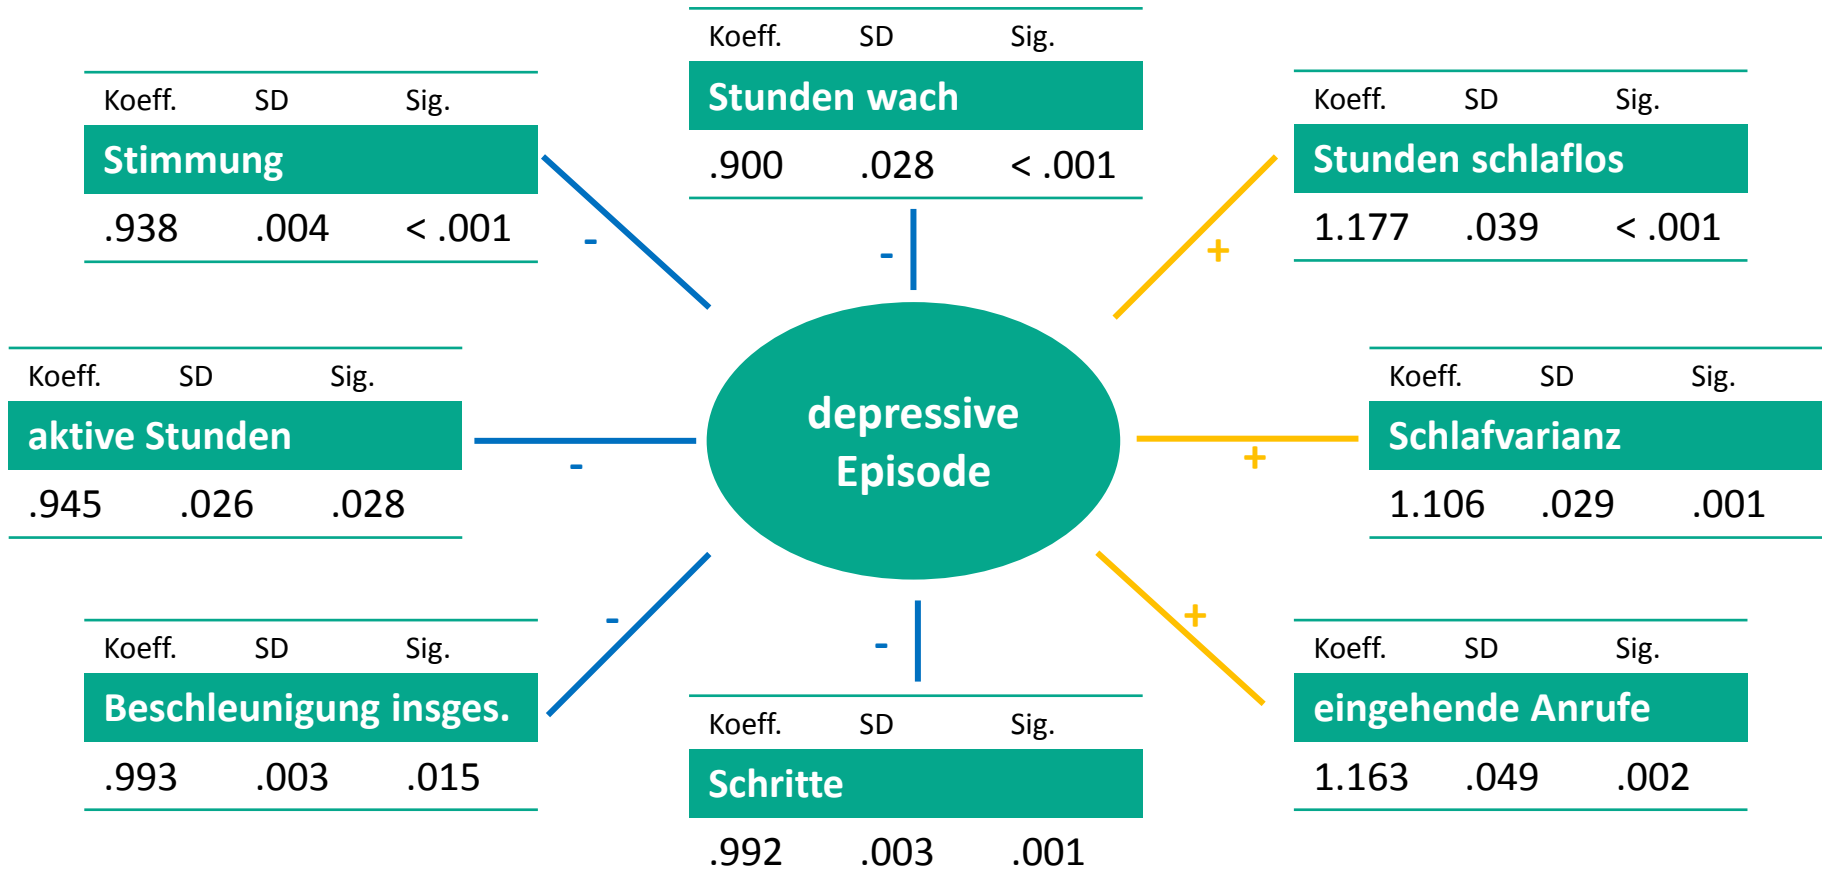 Koeff. SD Sig.
Stunden wach
.900 .028 < .001
Koeff. SD Sig.
Stimmung
.938 .004 < .001
-
-
Koeff. SD Sig.
Stunden schlaflos
1.177 .039 < .001
+
Koeff. SD Sig.
aktive Stunden
.945 .026 .028
-
depressive
Episode
+
Koeff. SD Sig.
Schlafvarianz
1.106 .029 .001
Koeff. SD Sig.
Beschleunigung insges.
.993 .003 .015
-
-
Koeff. SD Sig.
Schritte
.992 .003 .001
+
Koeff. SD Sig.
eingehende Anrufe
1.163 .049 .002